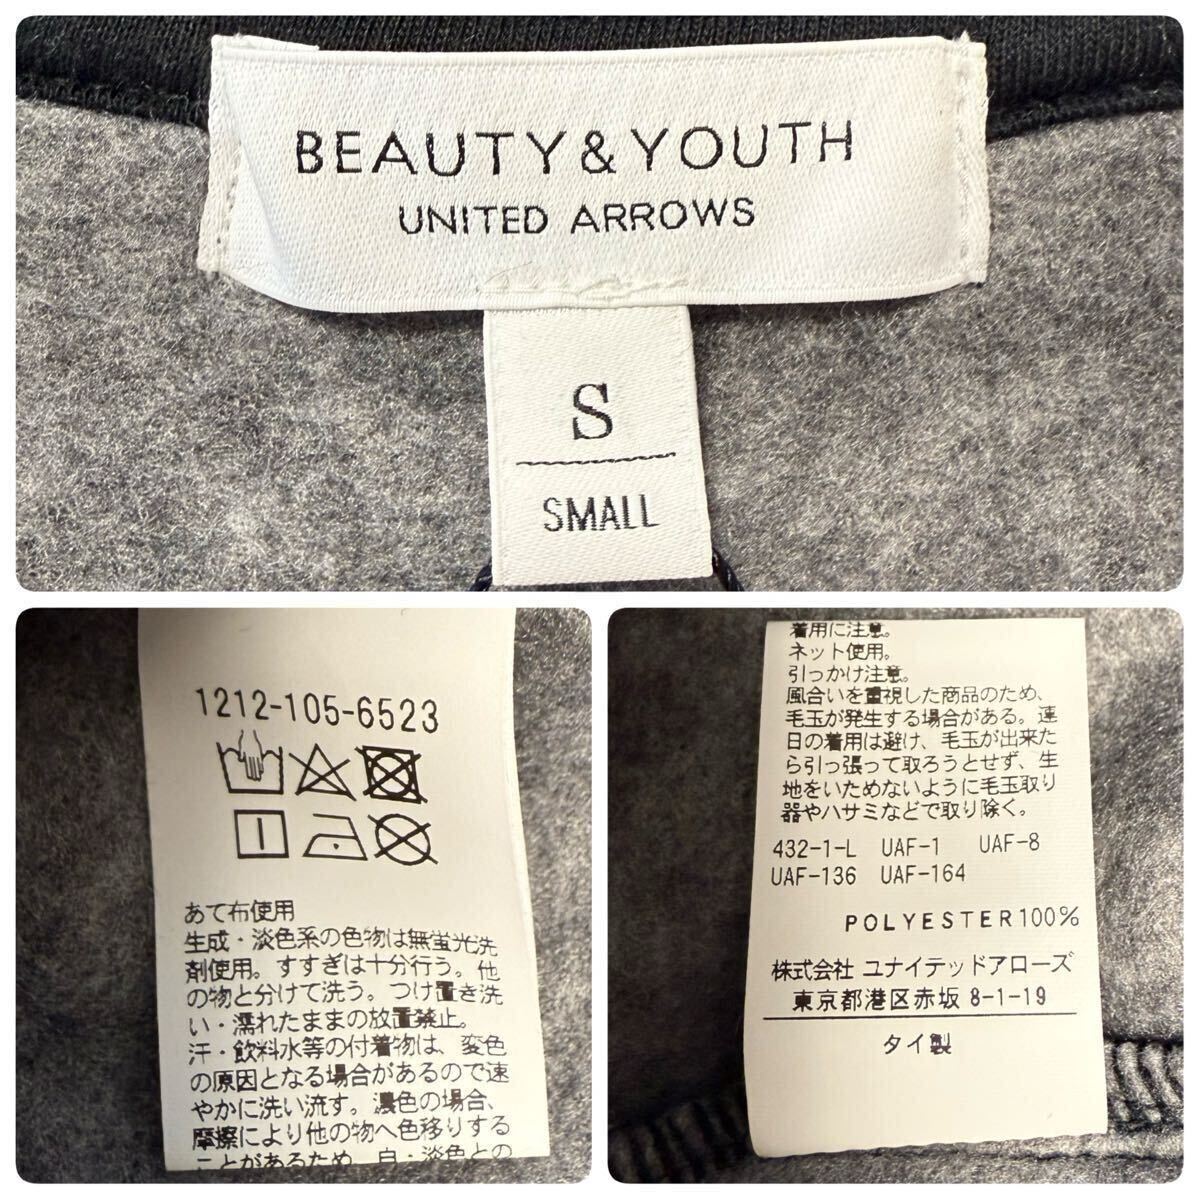 BEAUTY&YOUTH
UNITED ARROWS
S
SMALL
1212-105-6523
あて布使用
生成・淡色系の色物は無蛍光洗
剤使用。すすぎは十分行う。他
の物と分けて洗う。つけ置き洗
い・濡れたままの放置禁止。
汗・飲料水等の付着物は、変色
の原因となる場合があるので速
やかに洗い流す。濃色の場合、
摩擦により他の物へ色移りする
ことがあるため、白・淡色との
着用に注意。
ネット使用。
引っかけ注意。
風合いを重視した商品のため、
毛玉が発生する場合がある。連
日の着用は避け、毛玉が出来た
ら引っ張って取ろうとせず、生
地をいためないように毛玉取り
器やハサミなどで取り除く。
432-1-L UAF-1 UAF-8
UAF-136 UAF-164
POLYESTER100%
株式会社 ユナイテッドアローズ
東京都港区赤坂 8-1-19
タイ製